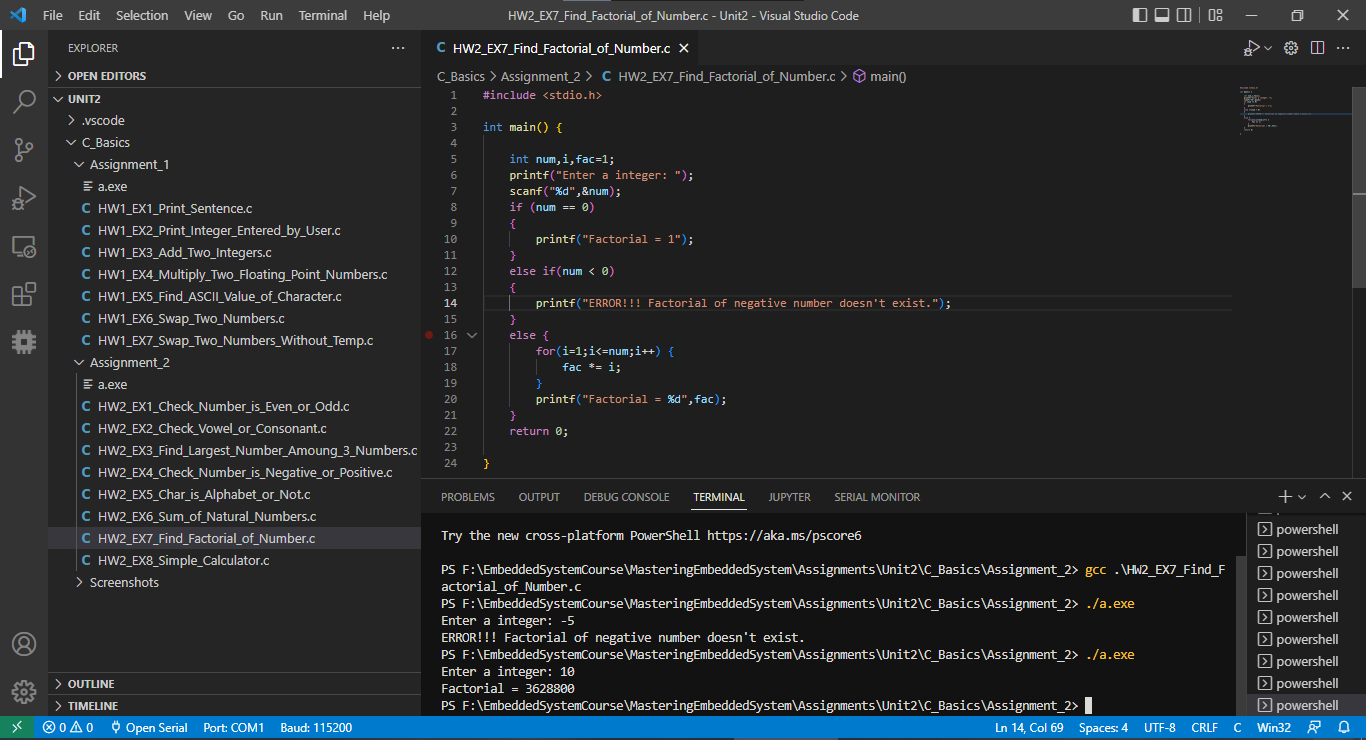 File Edit Selection View Go Run Terminal Help HW2_EX7_Find_Factorial_of_Number.c - Unit2 - Visual Studio Code
EXPLORER
OPEN EDITORS
UNIT2
.vscode
C_Basics
Assignment_1
a.exe
C HW1_EX1_Print_Sentence.c
C HW1_EX2_Print_Integer_Entered_by_User.c
C HW1_EX3_Add_Two_Integers.c
C HW1_EX4_Multiply_Two_Floating_Point_Numbers.c
C HW1_EX5_Find_ASCII_Value_of_Character.c
C HW1_EX6_Swap_Two_Numbers.c
C HW1_EX7_Swap_Two_Numbers_Without_Temp.c
Assignment_2
a.exe
C HW2_EX1_Check_Number_is_Even_or_Odd.c
C HW2_EX2_Check_Vowel_or_Consonant.c
C HW2_EX3_Find_Largest_Number_Amoung_3_Numbers.c
C HW2_EX4_Check_Number_is_Negative_or_Positive.c
C HW2_EX5_Char_is_Alphabet_or_Not.c
C HW2_EX6_Sum_of_Natural_Numbers.c
C HW2_EX7_Find_Factorial_of_Number.c
C HW2_EX8_Simple_Calculator.c
Screenshots
OUTLINE
TIMELINE
C HW2_EX7_Find_Factorial_of_Number.c
C_Basics > Assignment_2 > C HW2_EX7_Find_Factorial_of_Number.c > main()
1 #include <stdio.h>
2
3 int main() {
4
5 int num,i,fac=1;
6 printf("Enter a integer: ");
7 scanf("%d",&num);
8 if (num == 0)
9 {
10 printf("Factorial = 1");
11 }
12 else if(num < 0)
13 {
14 printf("ERROR!!! Factorial of negative number doesn't exist.");
15 }
16 else {
17 for(i=1;i<=num;i++) {
18 fac *= i;
19 }
20 printf("Factorial = %d",fac);
21 }
22 return 0;
23
24 }
PROBLEMS OUTPUT DEBUG CONSOLE TERMINAL JUPYTER SERIAL MONITOR
Try the new cross-platform PowerShell https://aka.ms/pscore6
PS F:\EmbeddedSystemCourse\MasteringEmbeddedSystem\Assignments\Unit2\C_Basics\Assignment_2> gcc .\HW2_EX7_Find_F
actorial_of_Number.c
PS F:\EmbeddedSystemCourse\MasteringEmbeddedSystem\Assignments\Unit2\C_Basics\Assignment_2> ./a.exe
Enter a integer: -5
ERROR!!! Factorial of negative number doesn't exist.
PS F:\EmbeddedSystemCourse\MasteringEmbeddedSystem\Assignments\Unit2\C_Basics\Assignment_2> ./a.exe
Enter a integer: 10
Factorial = 3628800
PS F:\EmbeddedSystemCourse\MasteringEmbeddedSystem\Assignments\Unit2\C_Basics\Assignment_2>
powershell
powershell
powershell
powershell
powershell
powershell
powershell
powershell
powershell
0 0 Open Serial Port: COM1 Baud: 115200 Ln 14, Col 69 Spaces: 4 UTF-8 CRLF C Win32